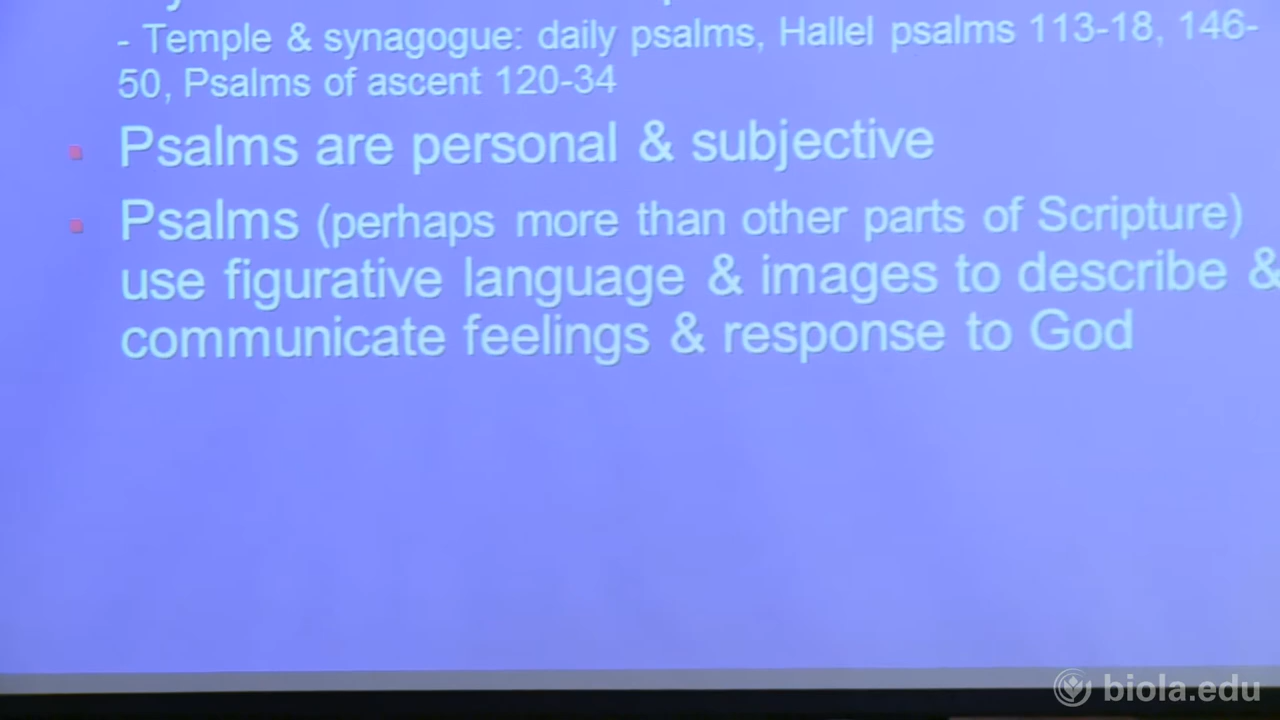 - Temple & synagogue: daily psalms, Hallel psalms 113-18, 146-
50, Psalms of ascent 120-34
Psalms are personal & subjective
Psalms (perhaps more than other parts of Scripture)
use figurative language & images to describe &
communicate feelings & response to God
biola.edu